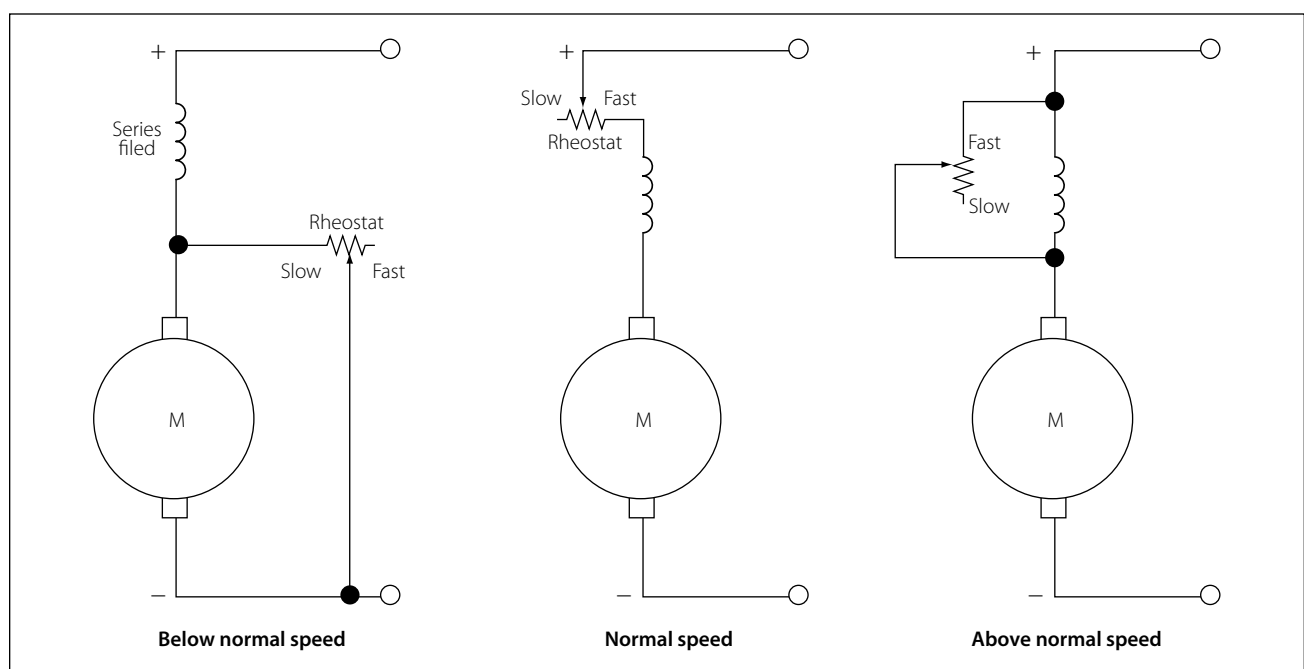 +
Series
filed
Rheostat
Slow
Fast
M
−
Below normal speed
+
Slow
Fast
Rheostat
M
−
Normal speed
+
Fast
Slow
M
−
Above normal speed